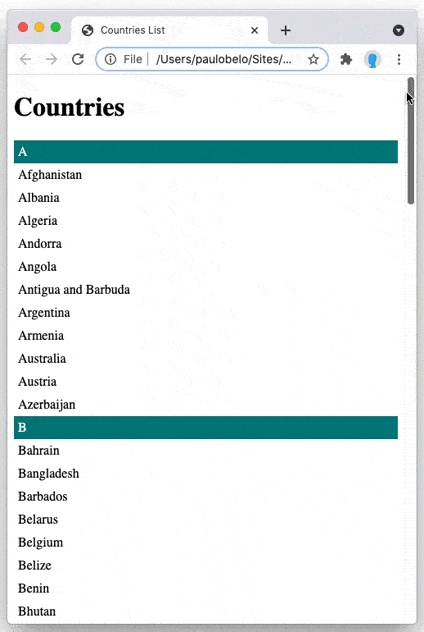 Countries List
File | /Users/paulobelo/Sites/...
Countries
A
Afghanistan
Albania
Algeria
Andorra
Angola
Antigua and Barbuda
Argentina
Armenia
Australia
Austria
Azerbaijan
B
Bahrain
Bangladesh
Barbados
Belarus
Belgium
Belize
Benin
Bhutan